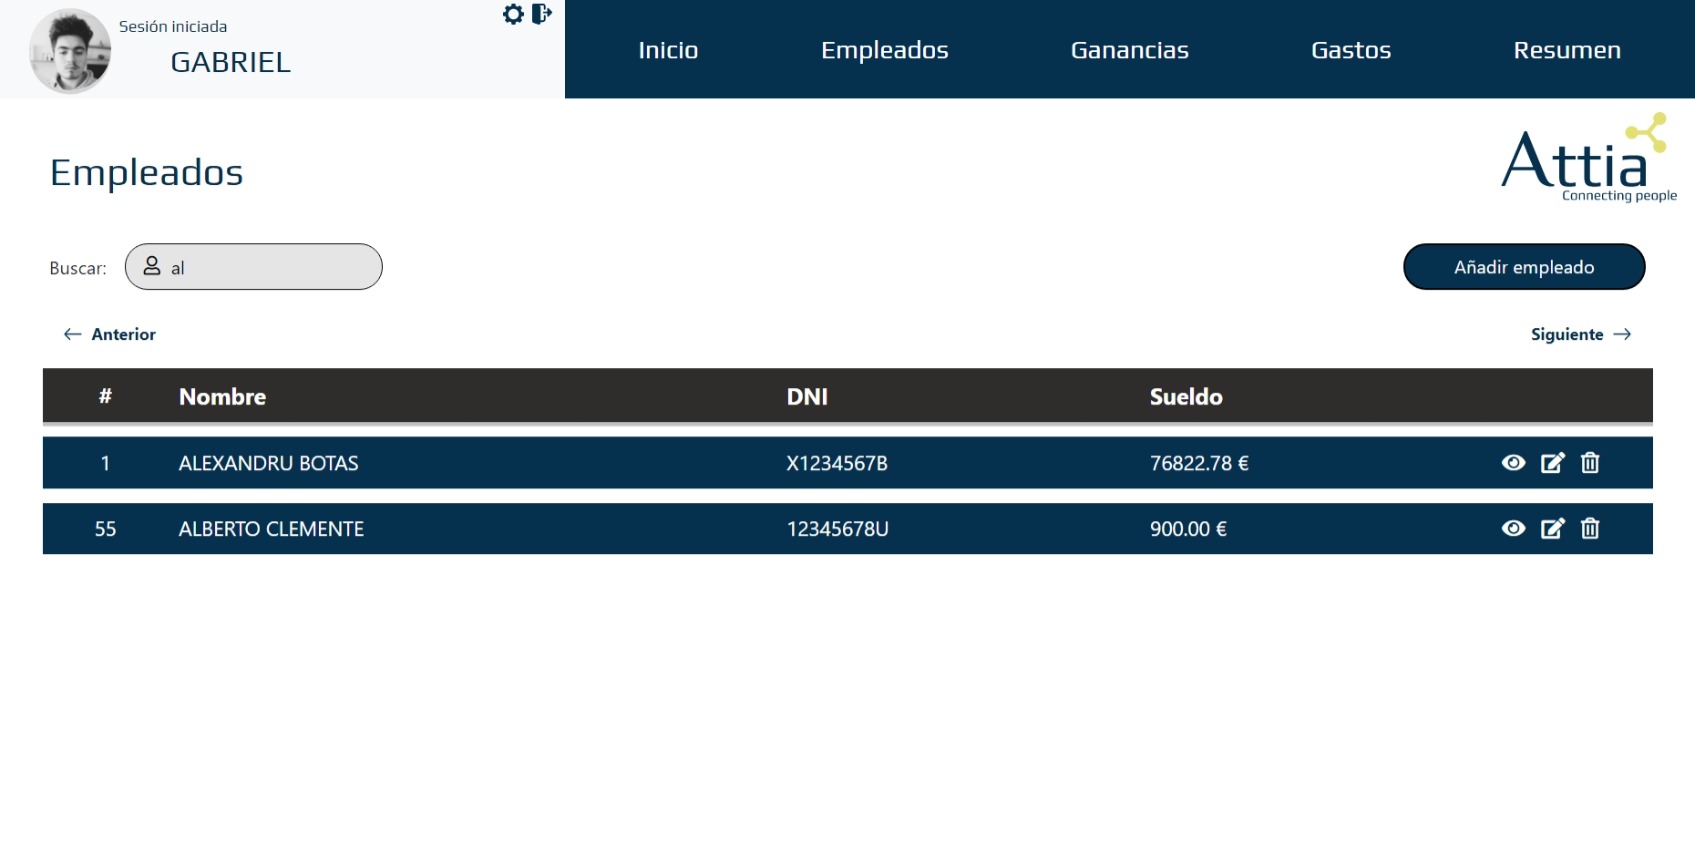 Sesión iniciada
GABRIEL
Inicio Empleados Ganancias Gastos Resumen
Attia
Connecting people
Empleados
Buscar: al
Añadir empleado
← Anterior
Siguiente →
# Nombre DNI Sueldo
1 ALEXANDRU BOTAS X1234567B 76822.78 €
55 ALBERTO CLEMENTE 12345678U 900.00 €